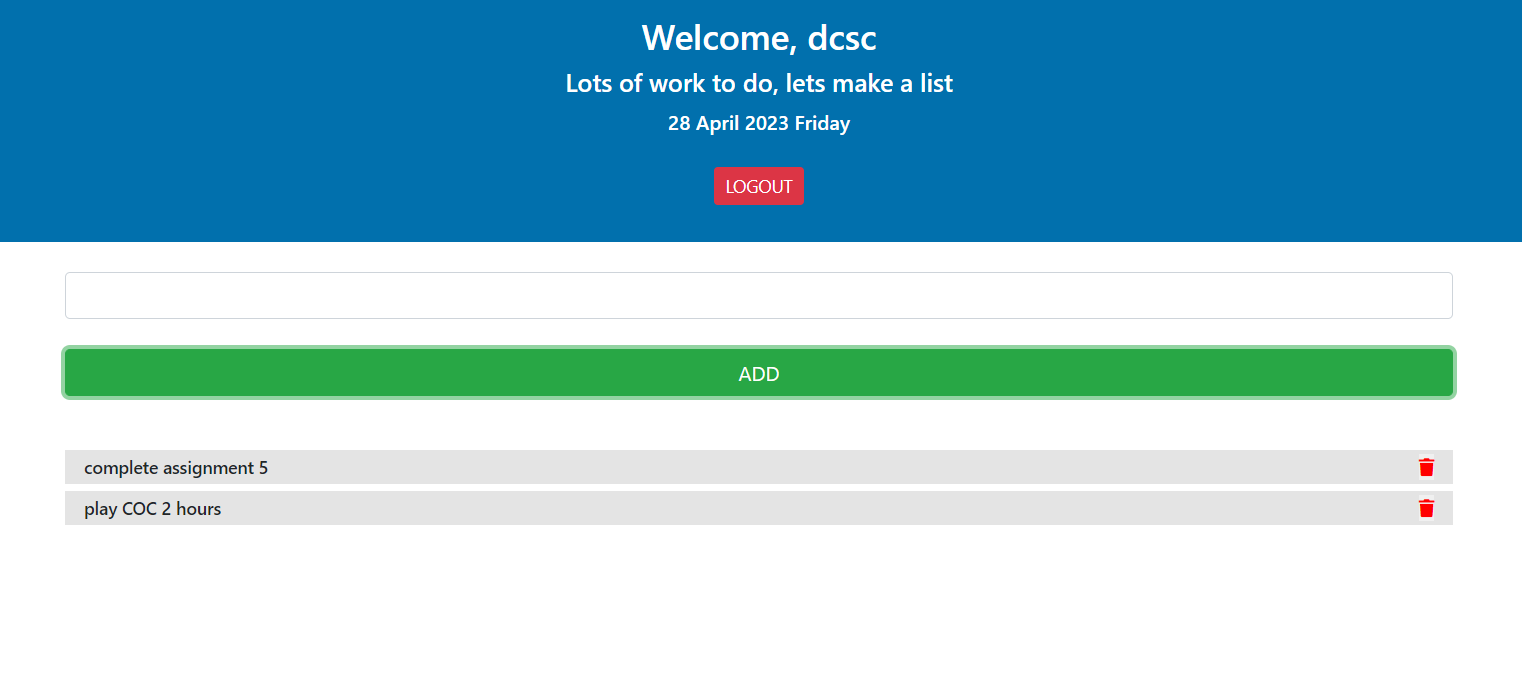 Welcome, dcsc
Lots of work to do, lets make a list
28 April 2023 Friday
LOGOUT
ADD
complete assignment 5
play COC 2 hours